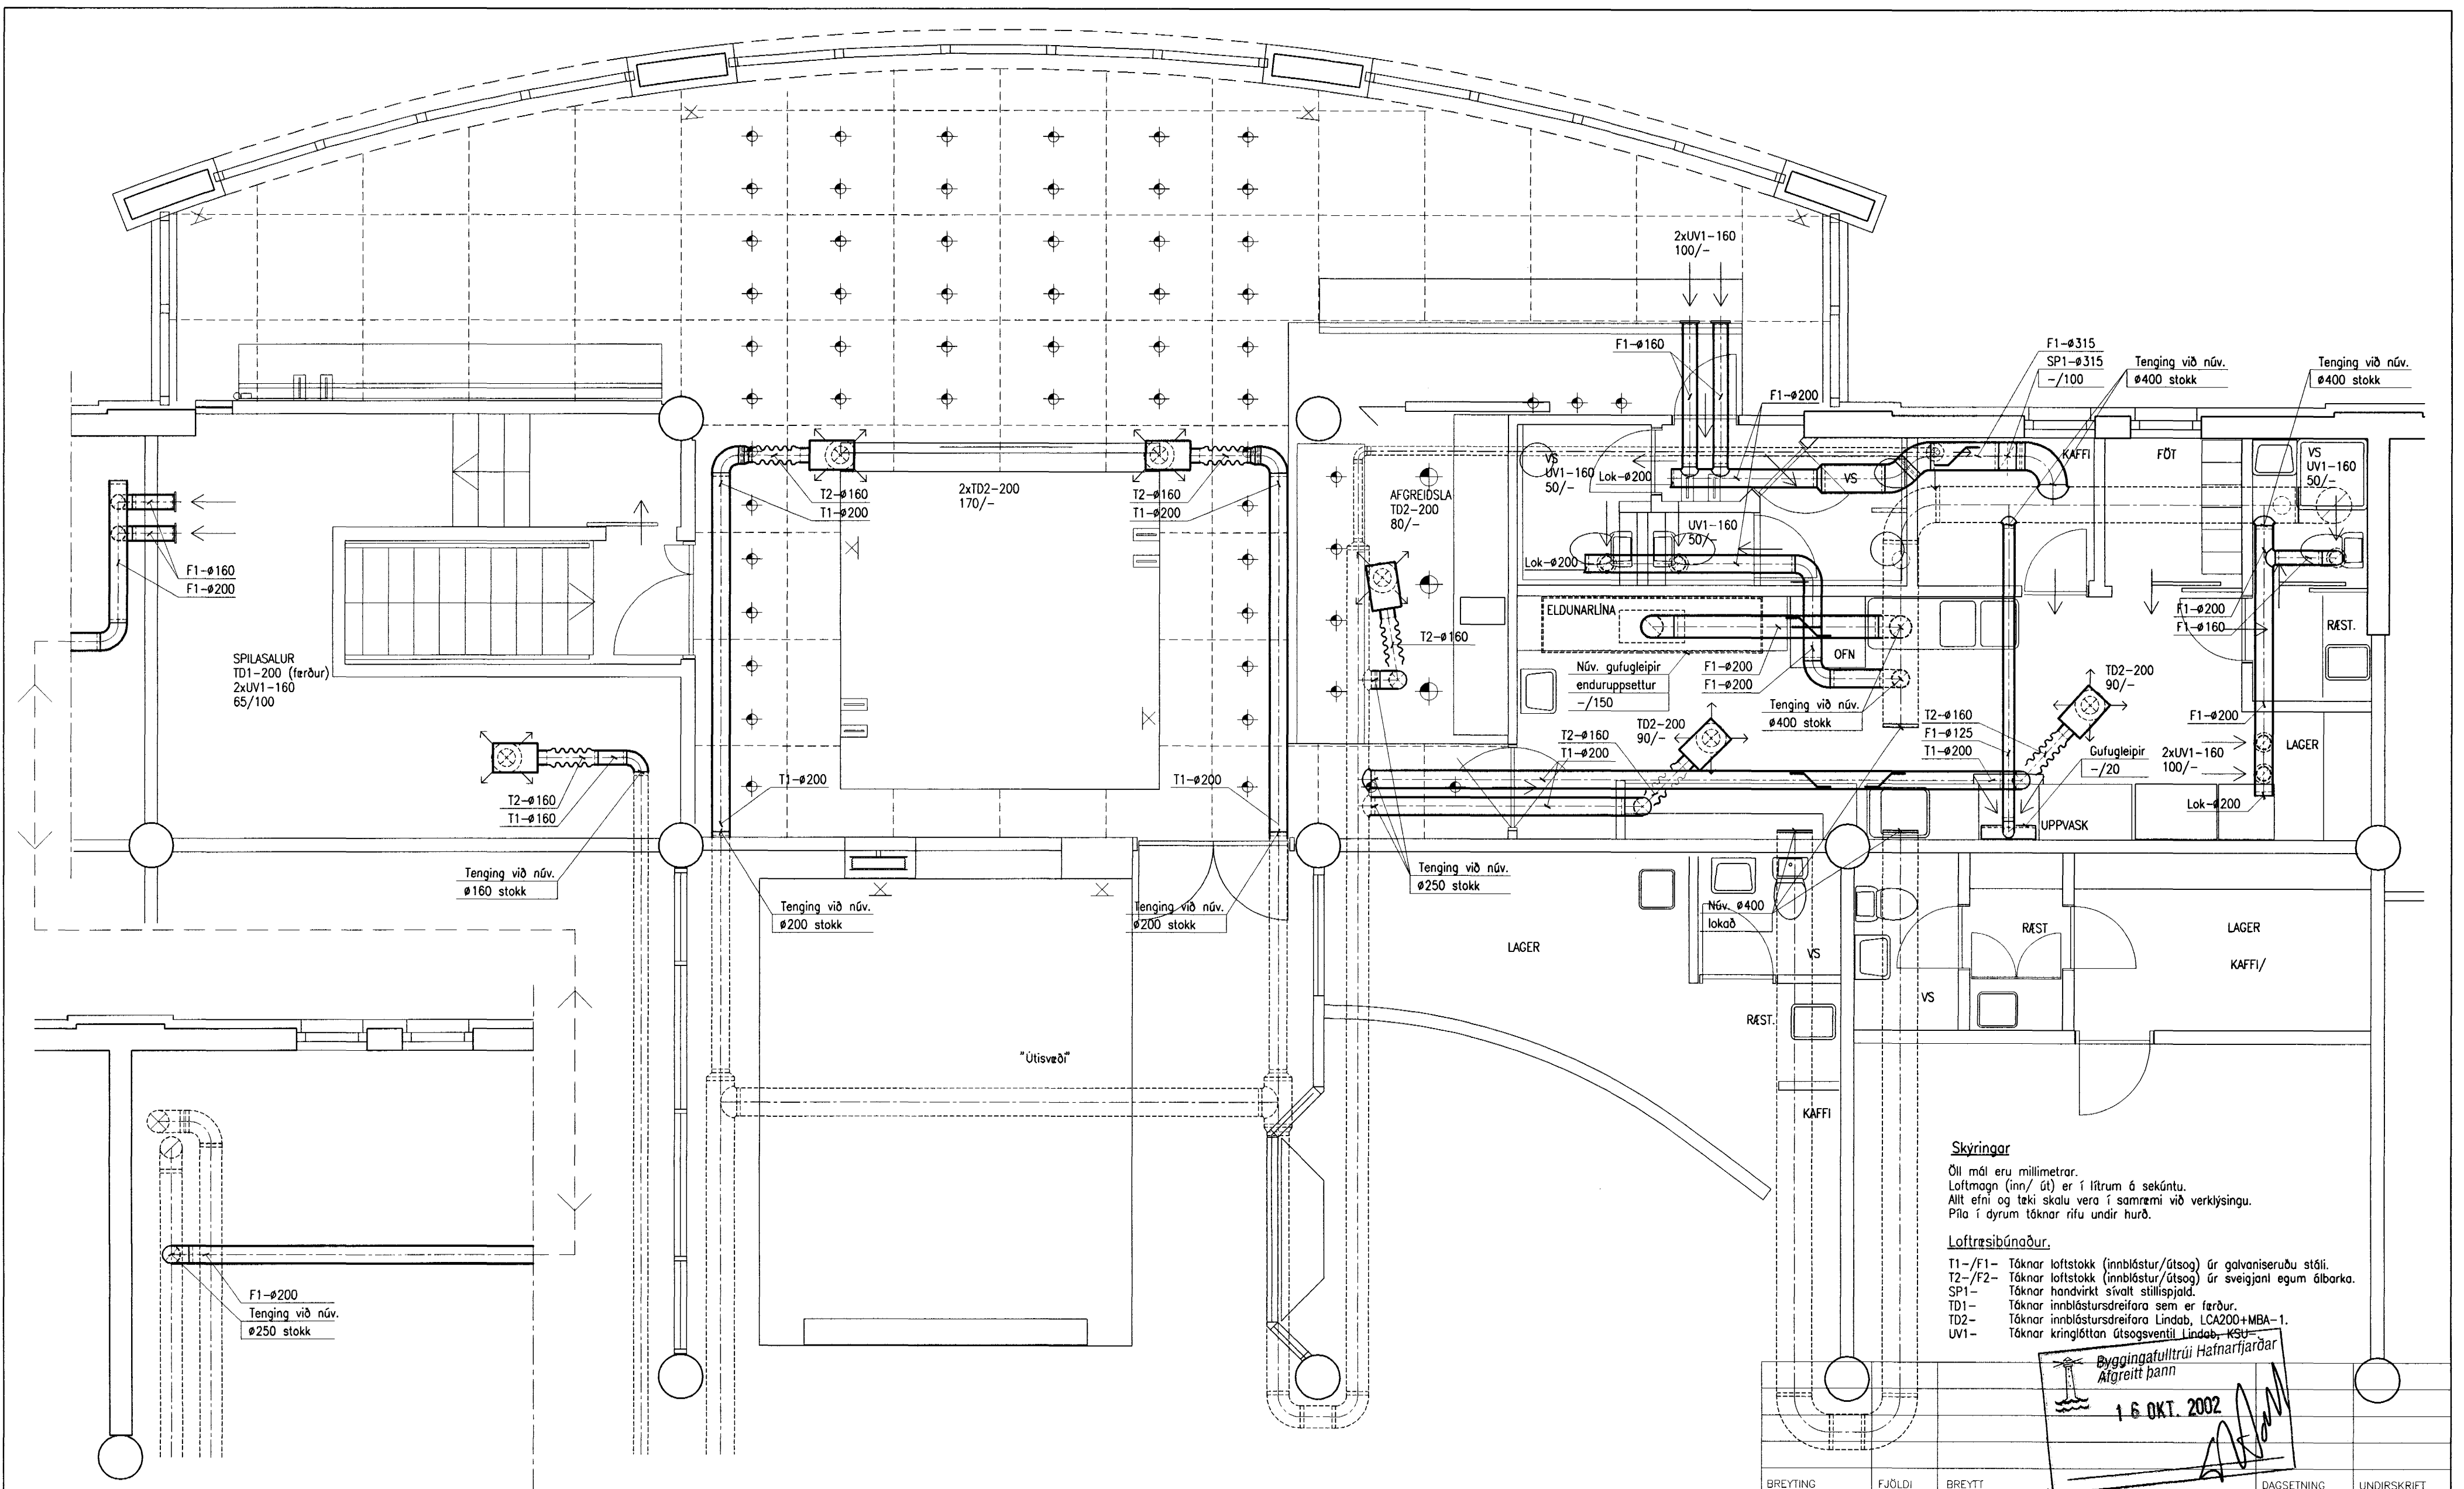 2xUV1-160
100/-
F1-ø160
F1-ø315
SP1-ø315
-/100
Tenging við núv.
ø400 stokk
Tenging við núv.
ø400 stokk
F1-ø200
T2-ø160
T1-ø200
2xTD2-200
170/-
T2-ø160
T1-ø200
AFGREIÐSLA
TD2-200
80/-
VS
UV1-160
50/-
Lok-ø200
VS
KAFFI
FÖT
VS
UV1-160
50/-
UV1-160
50/-
Lok-ø200
F1-ø160
F1-ø200
ELDUNARLÍNA
F1-ø200
F1-ø160
RÆST.
T2-ø160
OFN
SPILASALUR
TD1-200 (færður)
2xUV1-160
65/100
Núv. gufugleipir
enduruppsettur
-/150
F1-ø200
F1-ø200
Tenging við núv.
ø400 stokk
TD2-200
90/-
TD2-200
90/-
T2-ø160
F1-ø125
T1-ø200
F1-ø200
T2-ø160
T1-ø200
Gufugleipir
-/20
2xUV1-160
100/-
LAGER
Lok-ø200
T1-ø200
T1-ø200
T2-ø160
T1-ø160
UPPVASK
Tenging við núv.
ø160 stokk
Tenging við núv.
ø250 stokk
Tenging við núv.
ø200 stokk
Tenging við núv.
ø200 stokk
Núv. ø400
lokað
LAGER
VS
RÆST
LAGER
KAFFI/
VS
RÆST.
"Útisvæði"
KAFFI
F1-ø200
Tenging við núv.
ø250 stokk
Skýringar
Öll mál eru millimetrar.
Loftmagn (inn/ út) er í lítrum á sekúntu.
Allt efni og tæki skalu vera í samræmi við verklýsingu.
Píla í dyrum táknar rifu undir hurð.
Loftræsibúnaður.
T1-/F1- Táknar loftstokk (innblástur/útsog) úr galvaniseruðu stáli.
T2-/F2- Táknar loftstokk (innblástur/útsog) úr sveigjanl egum álbarka.
SP1- Táknar handvirkt sívalt stillispjald.
TD1- Táknar innblástursdreifara sem er færður.
TD2- Táknar innblástursdreifara Lindab, LCA200+MBA-1.
UV1- Táknar kringlóttan útsogsventil Lindab, KSU-.
Byggingafulltrúi Hafnarfjarðar
Afgreitt þann
16 OKT. 2002
BREYTING FJÖLDI BREYTT DAGSETNING UNDIRSKRIFT